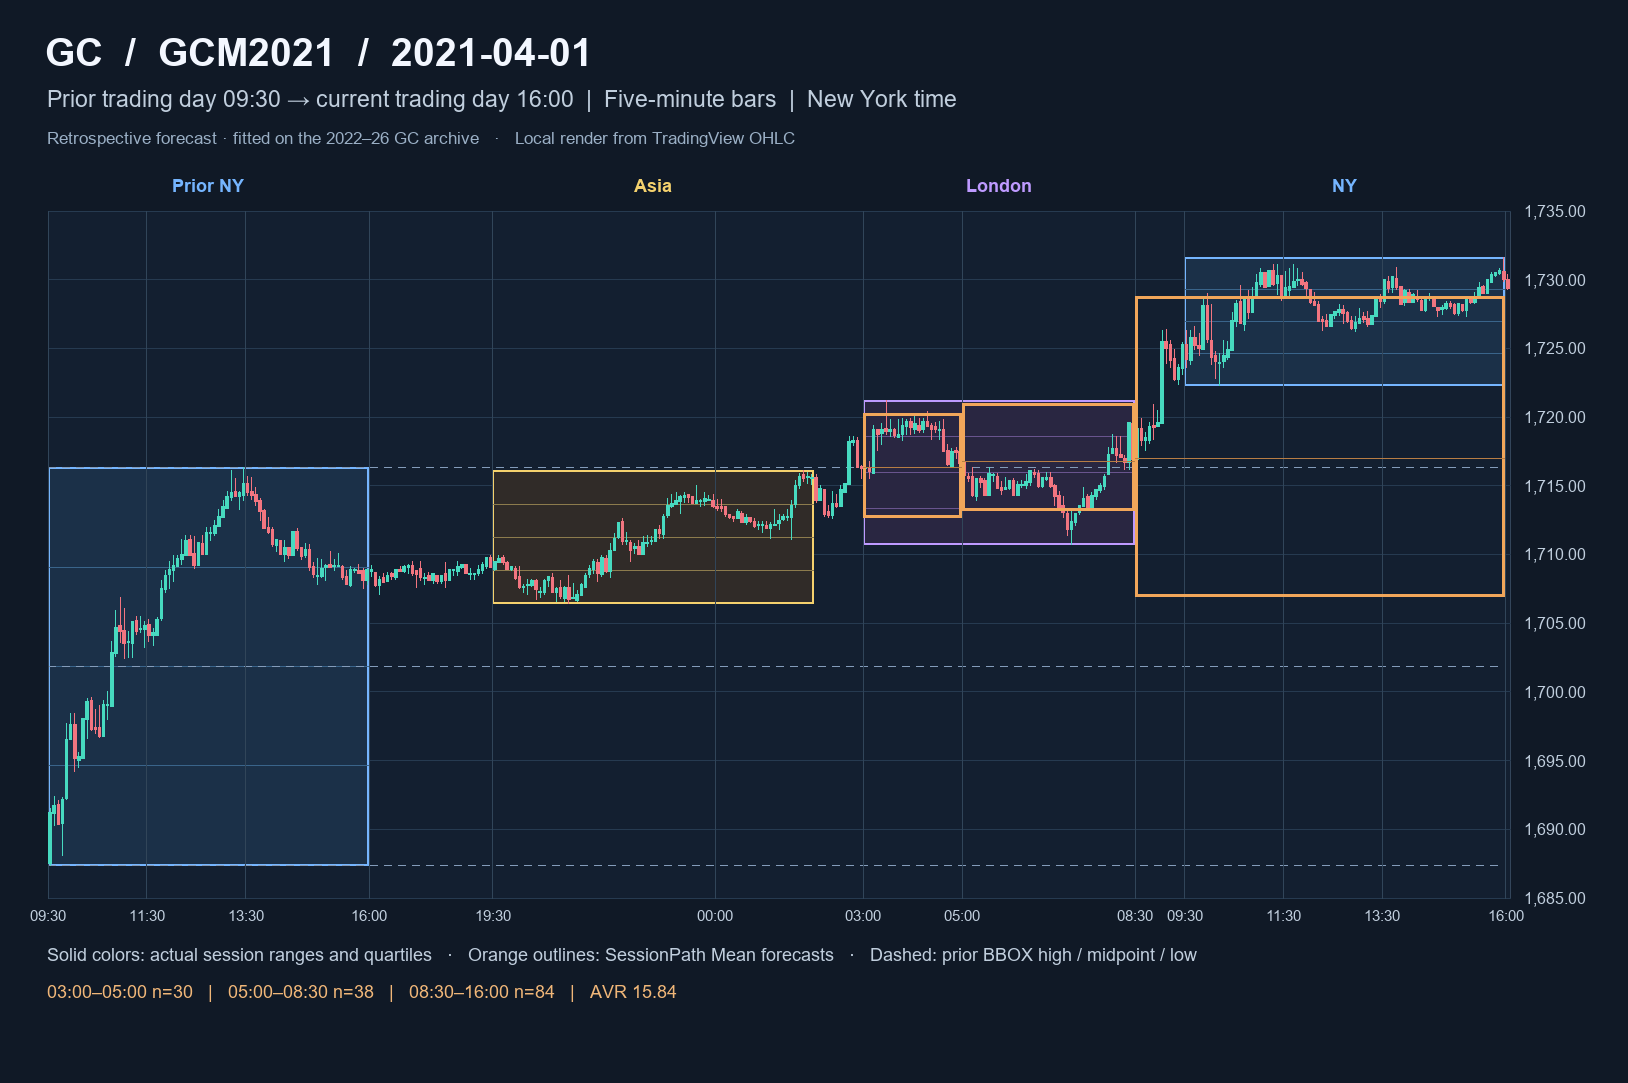 GC / GCM2021 / 2021-04-01
Prior trading day 09:30 → current trading day 16:00 | Five-minute bars | New York time
Retrospective forecast · fitted on the 2022–26 GC archive · Local render from TradingView OHLC
Prior NY Asia London NY
1,735.00
1,730.00
1,725.00
1,720.00
1,715.00
1,710.00
1,705.00
1,700.00
1,695.00
1,690.00
1,685.00
09:30 11:30 13:30 16:00 19:30 00:00 03:00 05:00 08:30 09:30 11:30 13:30 16:00
Solid colors: actual session ranges and quartiles · Orange outlines: SessionPath Mean forecasts · Dashed: prior BBOX high / midpoint / low
03:00–05:00 n=30 | 05:00–08:30 n=38 | 08:30–16:00 n=84 | AVR 15.84